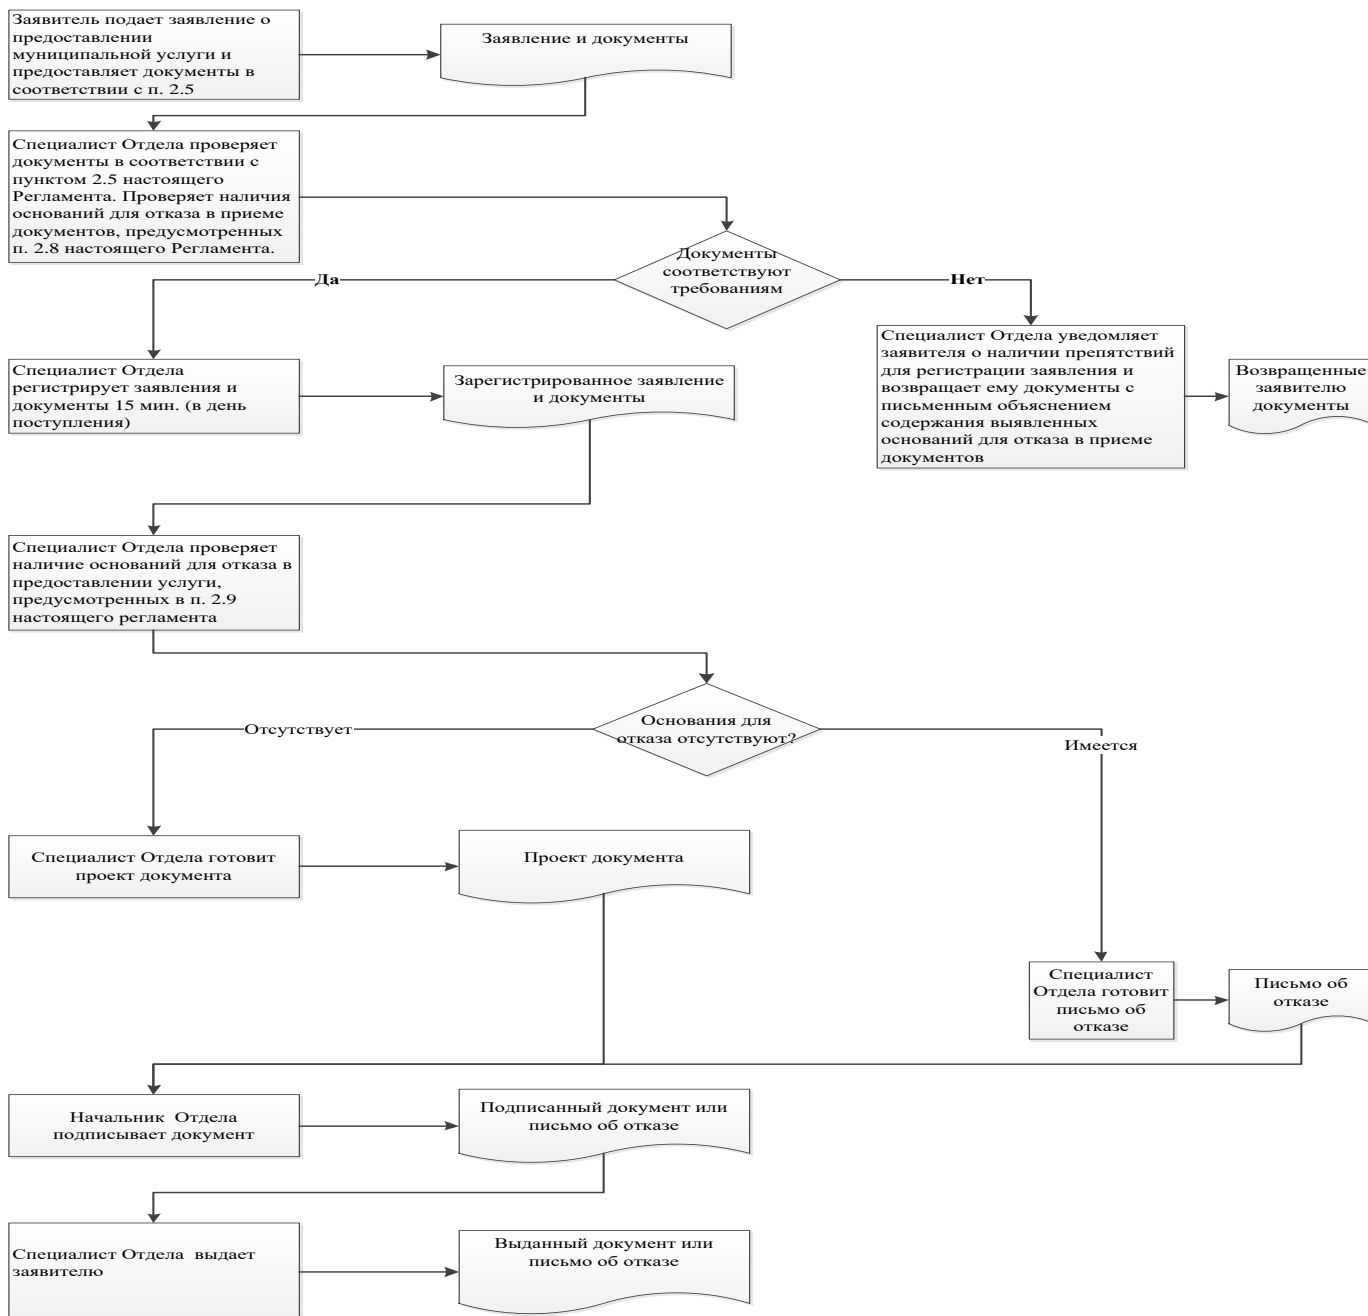 Заявитель подает заявление о
предоставлении
муниципальной услуги и
предоставляет документы в
соответствии с п. 2.5
Заявление и документы
Специалист Отдела проверяет
документы в соответствии с
пунктом 2.5 настоящего
Регламента. Проверяет наличия
оснований для отказа в приеме
документов, предусмотренных
п. 2.8 настоящего Регламента.
Документы
соответствуют
требованиям
Да
Нет
Специалист Отдела
регистрирует заявления и
документы 15 мин. (в день
поступления)
Зарегистрированное заявление
и документы
Специалист Отдела уведомляет
заявителя о наличии препятствий
для регистрации заявления и
возвращает ему документы с
письменным объяснением
содержания выявленных
оснований для отказа в приеме
документов
Возвращенные
заявителю
документы
Специалист Отдела проверяет
наличие оснований для отказа в
предоставлении услуги,
предусмотренных в п. 2.9
настоящего регламента
Основания для
отказа отсутствуют?
Отсутствует
Имеется
Специалист Отдела готовит
проект документа
Проект документа
Специалист
Отдела готовит
письмо об
отказе
Письмо об
отказе
Начальник Отдела
подписывает документ
Подписанный документ или
письмо об отказе
Специалист Отдела выдает
заявителю
Выданный документ или
письмо об отказе